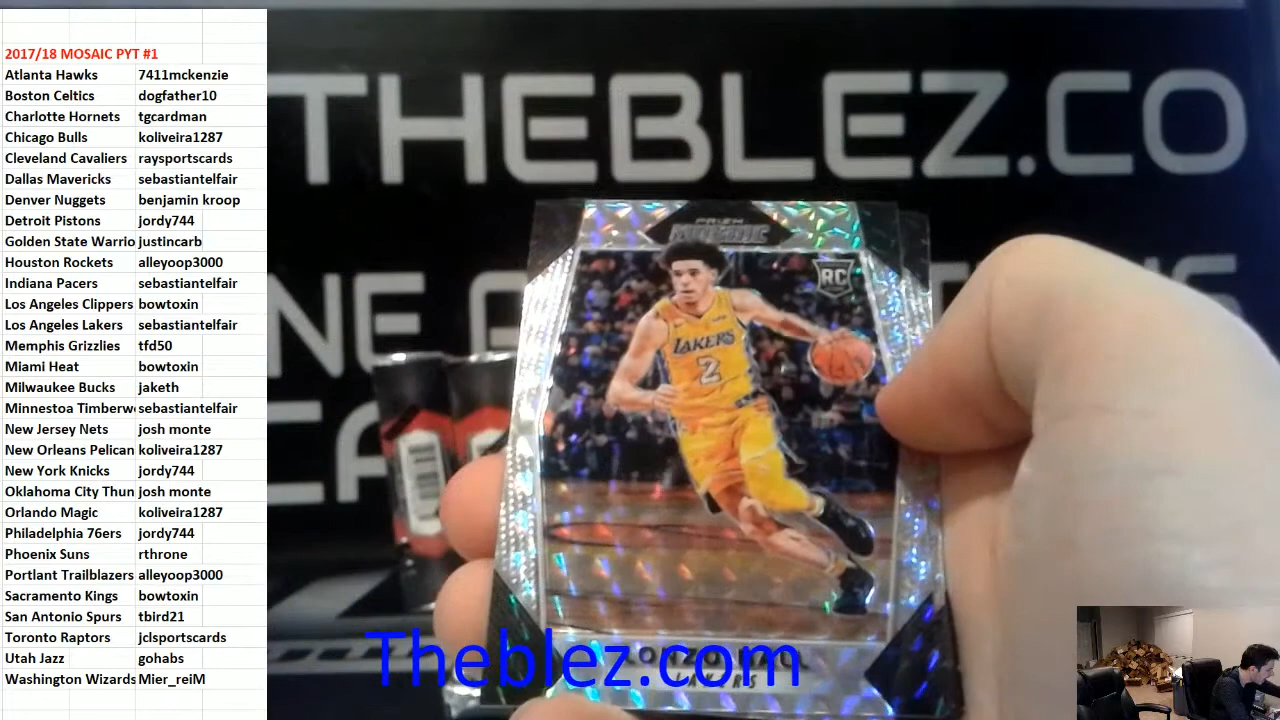 2017/18 MOSAIC PYT #1
Atlanta Hawks 7411mckenzie
Boston Celtics dogfather10
Charlotte Hornets tgcardman
Chicago Bulls koliveira1287
Cleveland Cavaliers raysportscards
Dallas Mavericks sebastiantelfair
Denver Nuggets benjamin kroop
Detroit Pistons jordy744
Golden State Warrio justincarb
Houston Rockets alleyoop3000
Indiana Pacers sebastiantelfair
Los Angeles Clippers bowtoxin
Los Angeles Lakers sebastiantelfair
Memphis Grizzlies tfd50
Miami Heat bowtoxin
Milwaukee Bucks jaketh
Minnestoa Timberw sebastiantelfair
New Jersey Nets josh monte
New Orleans Pelican koliveira1287
New York Knicks jordy744
Oklahoma City Thun josh monte
Orlando Magic koliveira1287
Philadelphia 76ers jordy744
Phoenix Suns rthrone
Portlant Trailblazers alleyoop3000
Sacramento Kings bowtoxin
San Antonio Spurs tbird21
Toronto Raptors jclsportscards
Utah Jazz gohabs
Washington Wizards Mier_reiM
THEBLEZ.CO
PRIZM
MOSAIC
RC
LAKERS
2
LAKERS
Theblez.com